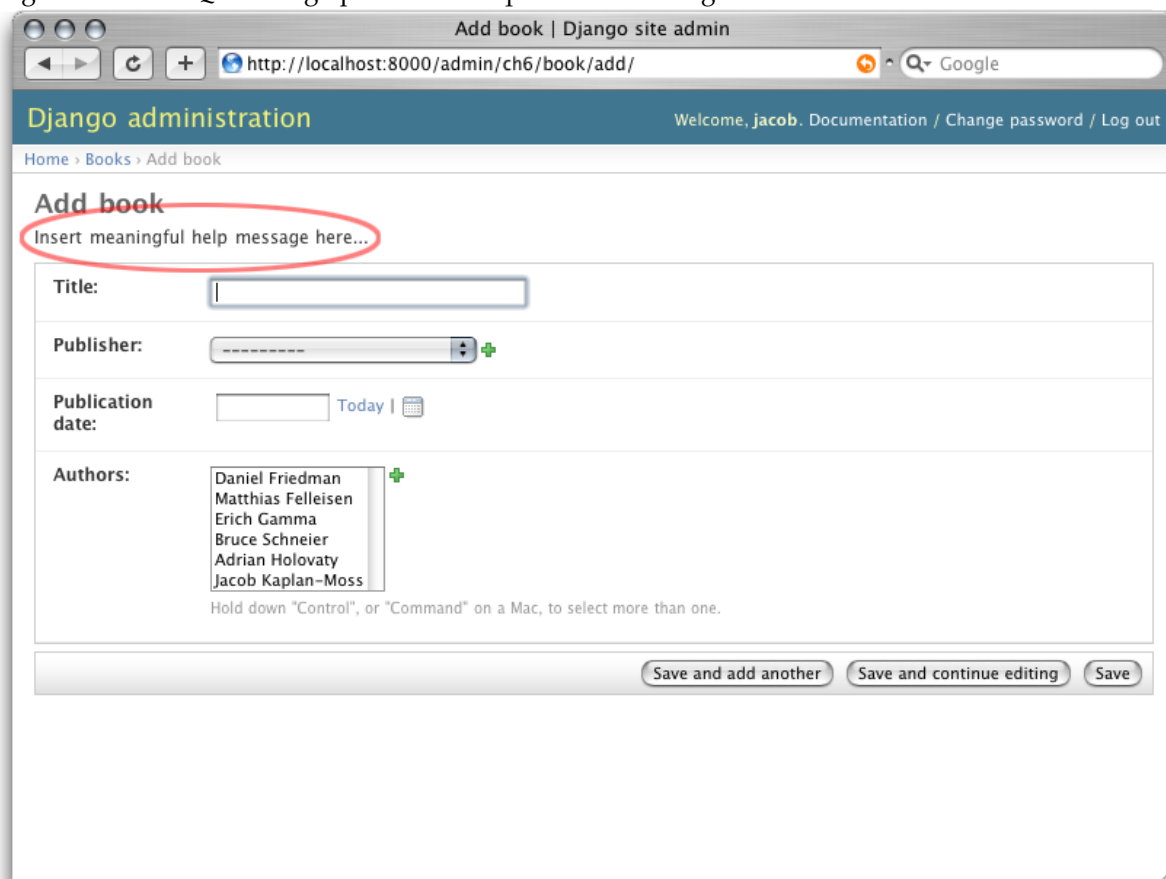 Add book | Django site admin
http://localhost:8000/admin/ch6/book/add/
Google
Django administration
Welcome, jacob. Documentation / Change password / Log out
Home › Books › Add book
Add book
Insert meaningful help message here...
Title:
Publisher:
---------
Publication
date:
Today |
Authors:
Daniel Friedman
Matthias Felleisen
Erich Gamma
Bruce Schneier
Adrian Holovaty
Jacob Kaplan-Moss
Hold down "Control", or "Command" on a Mac, to select more than one.
Save and add another
Save and continue editing
Save